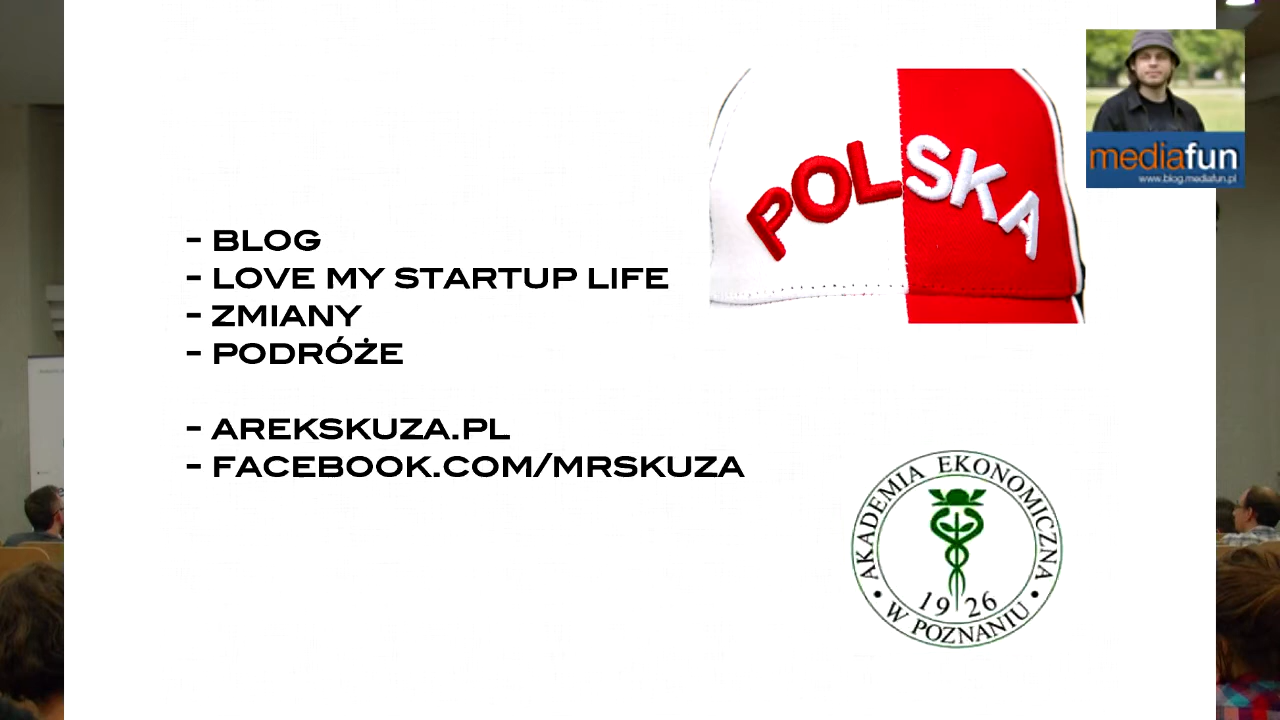 - BLOG
- LOVE MY STARTUP LIFE
- ZMIANY
- PODRÓŻE
- AREKSKUZA.PL
- FACEBOOK.COM/MRSKUZA
POLSKA
mediafun
www.blog.mediafun.pl
AKADEMIA EKONOMICZNA
1926
W POZNANIU